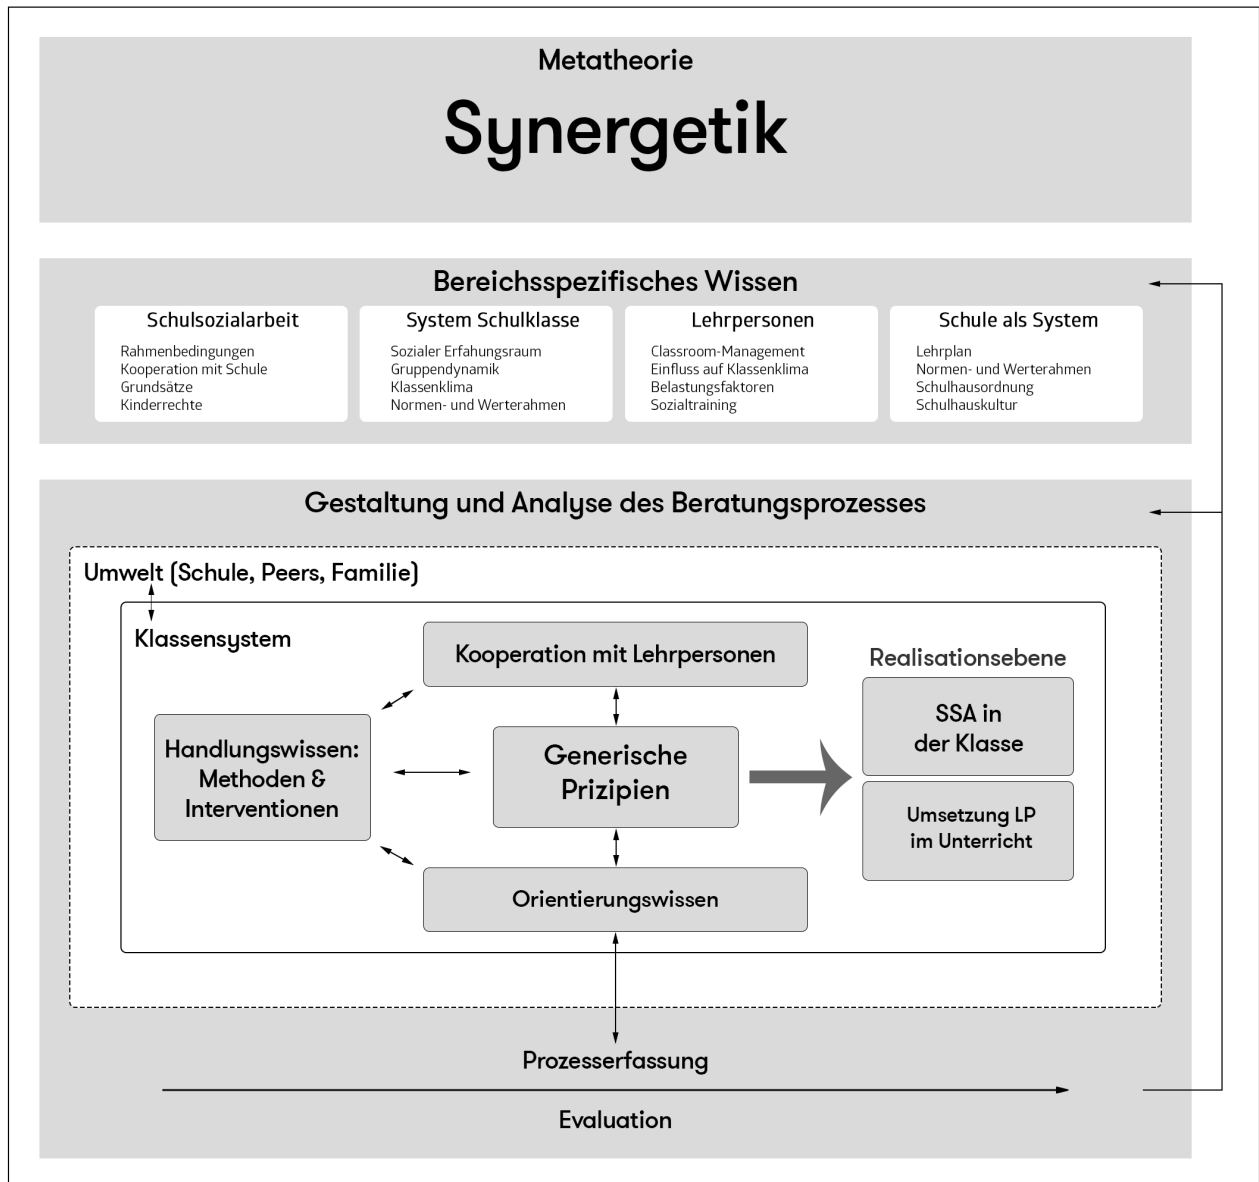 Metatheorie
Synergetik
Bereichsspezifisches Wissen
Schulsozialarbeit
Rahmenbedingungen
Kooperation mit Schule
Grundsätze
Kinderrechte
System Schulklasse
Sozialer Erfahungsraum
Gruppendynamik
Klassenklima
Normen- und Werterahmen
Lehrpersonen
Classroom-Management
Einfluss auf Klassenklima
Belastungsfaktoren
Sozialtraining
Schule als System
Lehrplan
Normen- und Werterahmen
Schulhausordnung
Schulhauskultur
Gestaltung und Analyse des Beratungsprozesses
Umwelt (Schule, Peers, Familie)
Klassensystem
Kooperation mit Lehrpersonen
Handlungswissen:
Methoden &
Interventionen
Generische
Prizipien
Orientierungswissen
Realisationsebene
SSA in
der Klasse
Umsetzung LP
im Unterricht
Prozesserfassung
Evaluation